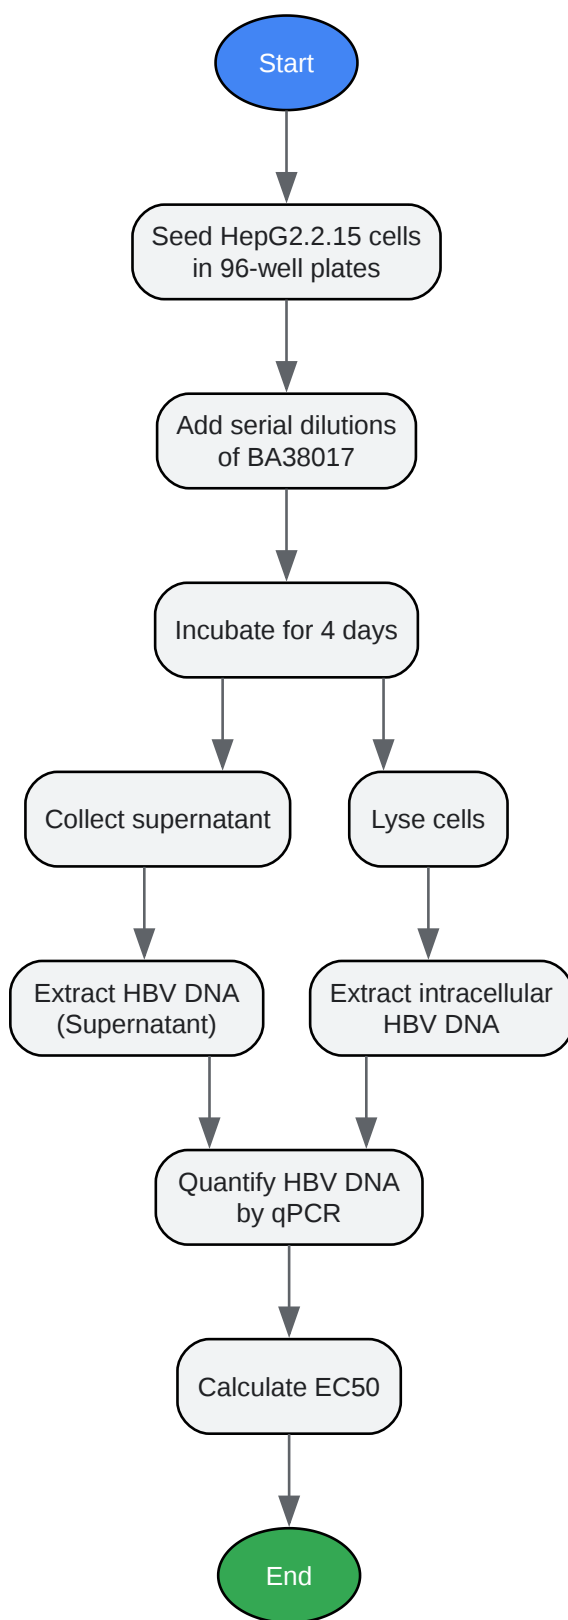 Start
Seed HepG2.2.15 cells
in 96-well plates
Add serial dilutions
of BA38017
Incubate for 4 days
Collect supernatant
Lyse cells
Extract HBV DNA
(Supernatant)
Extract intracellular
HBV DNA
Quantify HBV DNA
by qPCR
Calculate EC50
End